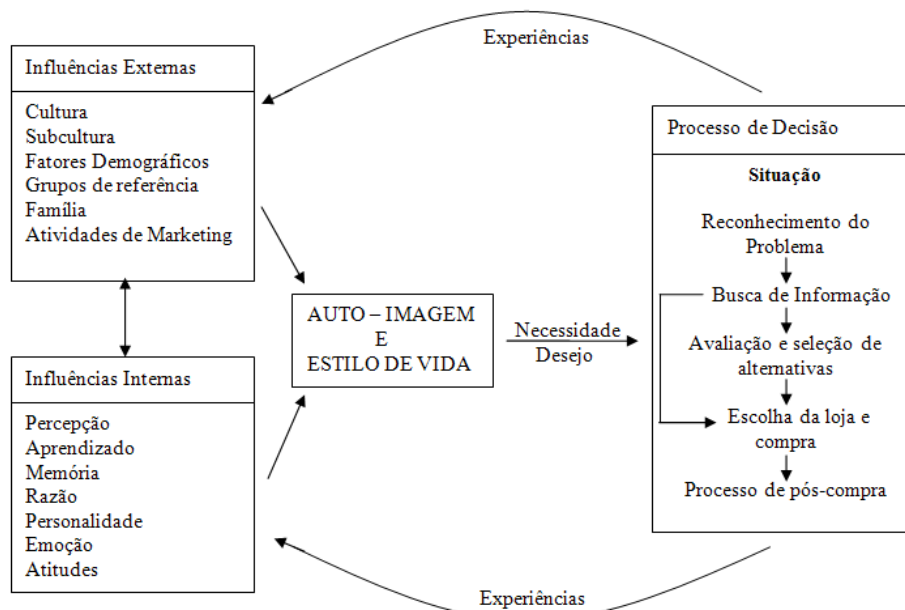 Experiências
Influências Externas
Cultura
Subcultura
Fatores Demográficos
Grupos de referência
Família
Atividades de Marketing
Influências Internas
Percepção
Aprendizado
Memória
Razão
Personalidade
Emoção
Atitudes
AUTO – IMAGEM
E
ESTILO DE VIDA
Necessidade
Desejo
Processo de Decisão
Situação
Reconhecimento do
Problema
Busca de Informação
Avaliação e seleção de
alternativas
Escolha da loja e
compra
Processo de pós-compra
Experiências